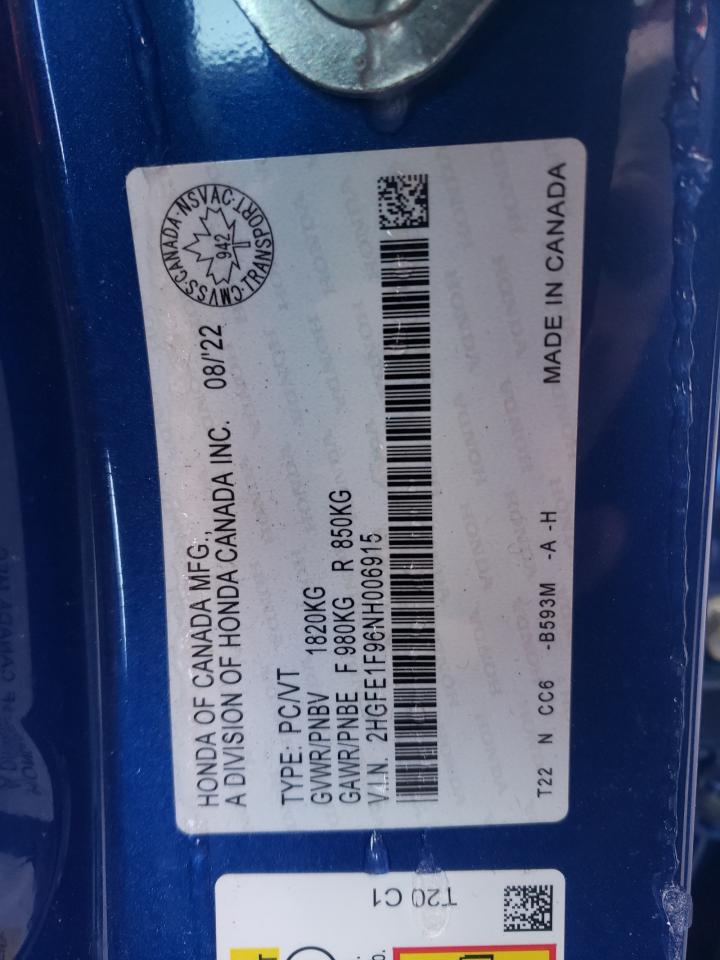 HONDA OF CANADA MFG.,
A DIVISION OF HONDA CANADA INC. 08/'22
CMVSS·CANADA·NSVAC·TRANSPORT·
942
TYPE: PC/VT
GVWR/PNBV 1820KG
GAWR/PNBE F 980KG R 850KG
V.I.N. 2HGFE1F96NH006915
T22 N CC6 -B593M -A -H MADE IN CANADA
T20 C1